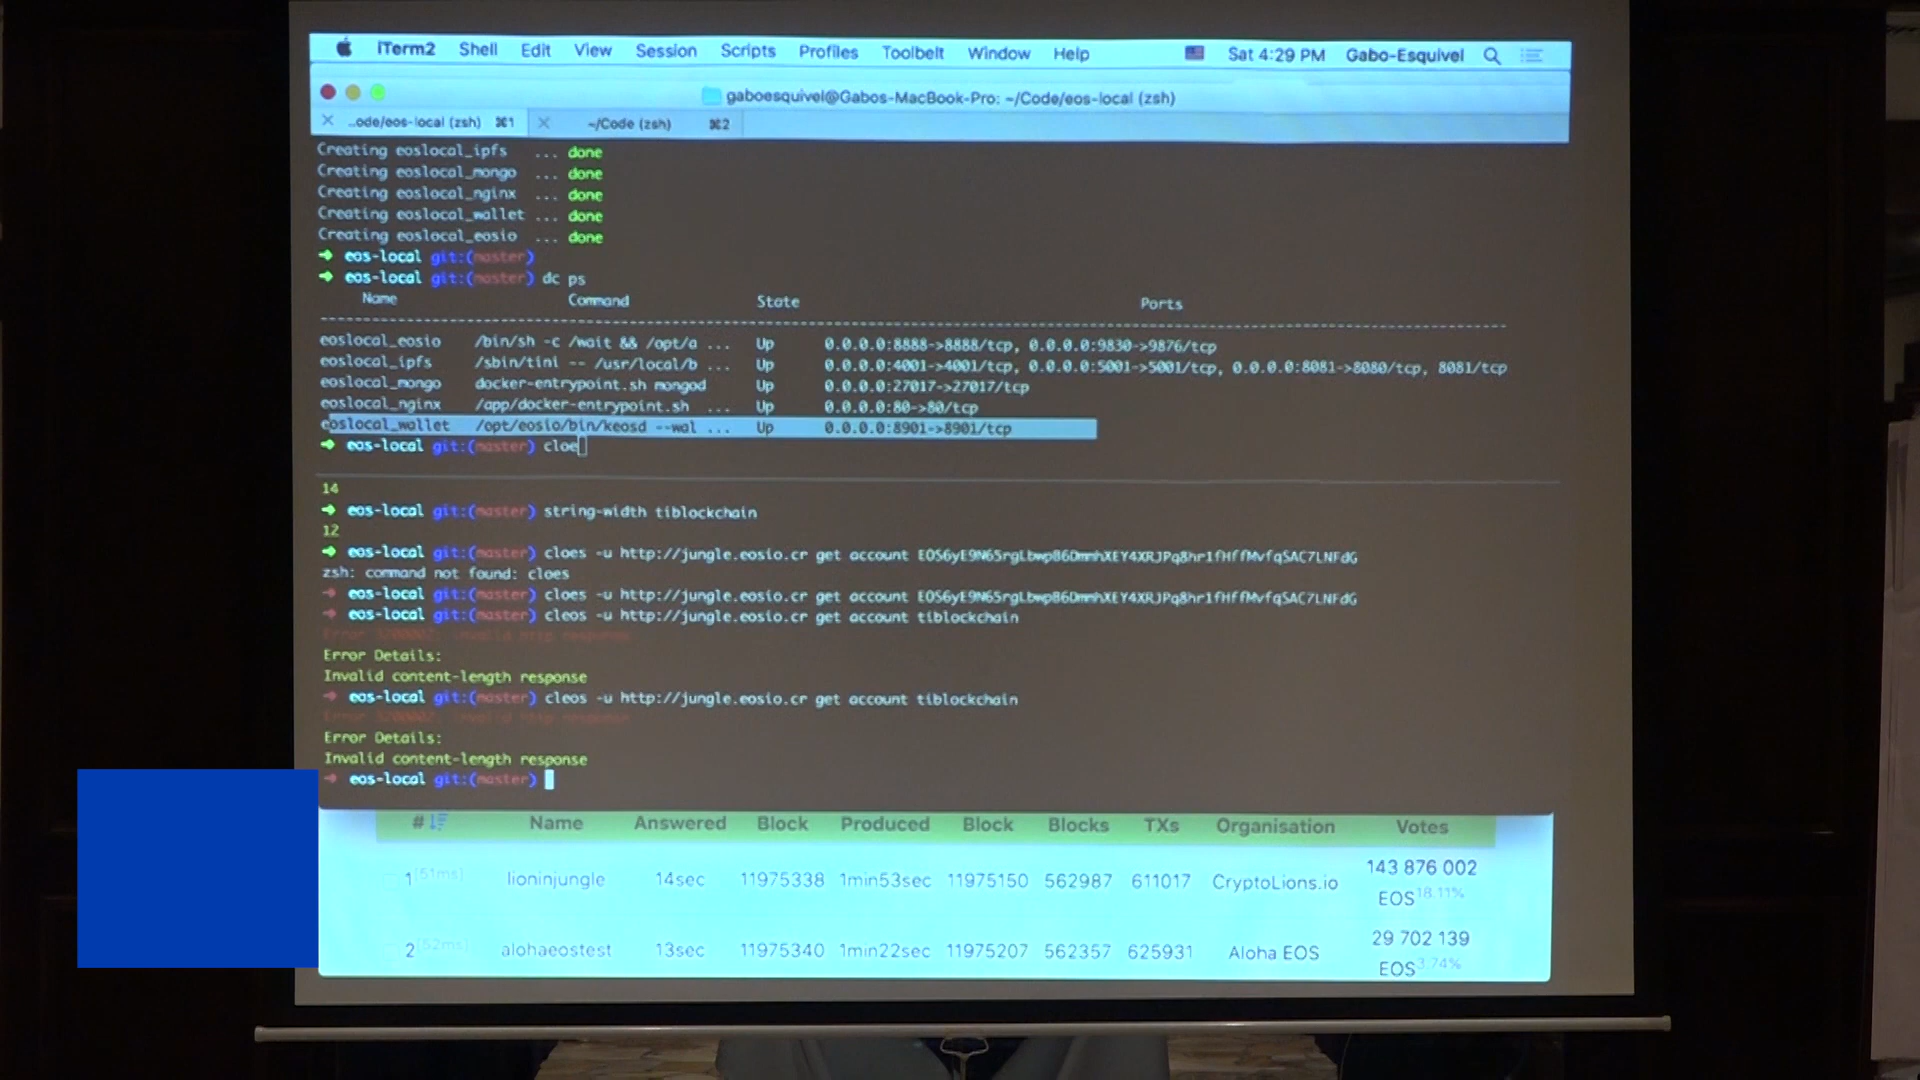 iTerm2 Shell Edit View Session Scripts Profiles Toolbelt Window Help Sat 4:29 PM Gabo-Esquivel
gaboesquivel@Gabos-MacBook-Pro: ~/Code/eos-local (zsh)
..ode/eos-local (zsh) ⌘1 ~/Code (zsh) ⌘2
Creating eoslocal_ipfs ... done
Creating eoslocal_mongo ... done
Creating eoslocal_nginx ... done
Creating eoslocal_wallet ... done
Creating eoslocal_eosio ... done
➜ eos-local git:(master)
➜ eos-local git:(master) dc ps
Name Command State Ports
eoslocal_eosio /bin/sh -c /wait && /opt/a ... Up 0.0.0.0:8888->8888/tcp, 0.0.0.0:9830->9876/tcp
eoslocal_ipfs /sbin/tini -- /usr/local/b ... Up 0.0.0.0:4001->4001/tcp, 0.0.0.0:5001->5001/tcp, 0.0.0.0:8081->8080/tcp, 8081/tcp
eoslocal_mongo docker-entrypoint.sh mongod Up 0.0.0.0:27017->27017/tcp
eoslocal_nginx /app/docker-entrypoint.sh ... Up 0.0.0.0:80->80/tcp
eoslocal_wallet /opt/eosio/bin/keosd --wal ... Up 0.0.0.0:8901->8901/tcp
➜ eos-local git:(master) cloe
14
➜ eos-local git:(master) string-width tiblockchain
12
➜ eos-local git:(master) cloes -u http://jungle.eosio.cr get account
zsh: command not found: cloes
➜ eos-local git:(master) cloes -u http://jungle.eosio.cr get account
➜ eos-local git:(master) cleos -u http://jungle.eosio.cr get account tiblockchain
Error Details:
Invalid content-length response
➜ eos-local git:(master) cleos -u http://jungle.eosio.cr get account tiblockchain
Error Details:
Invalid content-length response
➜ eos-local git:(master)
# Name Answered Block Produced Block Blocks TXs Organisation Votes
1 [51ms] lioninjungle 14sec 11975338 1min53sec 11975150 562987 611017 CryptoLions.io 143 876 002
EOS 18.11%
2 [52ms] alohaeostest 13sec 11975340 1min22sec 11975207 562357 625931 Aloha EOS 29 702 139
EOS 3.74%